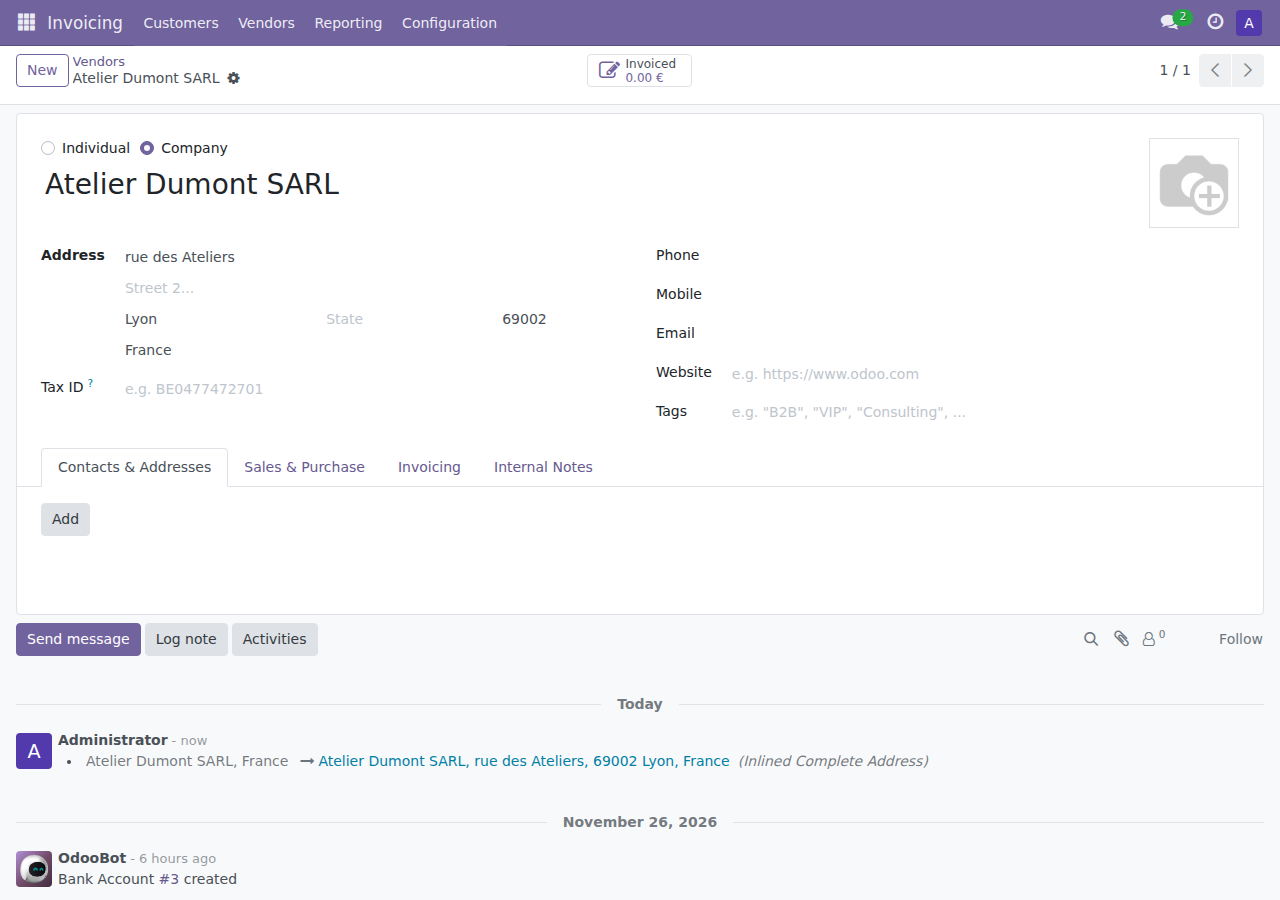 Invoicing Customers Vendors Reporting Configuration 2 A
New Vendors Invoiced 1 / 1
Atelier Dumont SARL 0.00 €
Individual Company
Atelier Dumont SARL
Address rue des Ateliers Phone
Street 2...
Mobile
Lyon State 69002
Email
France
Website e.g. https://www.odoo.com
Tax ID ? e.g. BE0477472701
Tags e.g. "B2B", "VIP", "Consulting", ...
Contacts & Addresses Sales & Purchase Invoicing Internal Notes
Add
Send message Log note Activities 0 Follow
Today
A Administrator - now
• Atelier Dumont SARL, France → Atelier Dumont SARL, rue des Ateliers, 69002 Lyon, France (Inlined Complete Address)
November 26, 2026
OdooBot - 6 hours ago
Bank Account #3 created